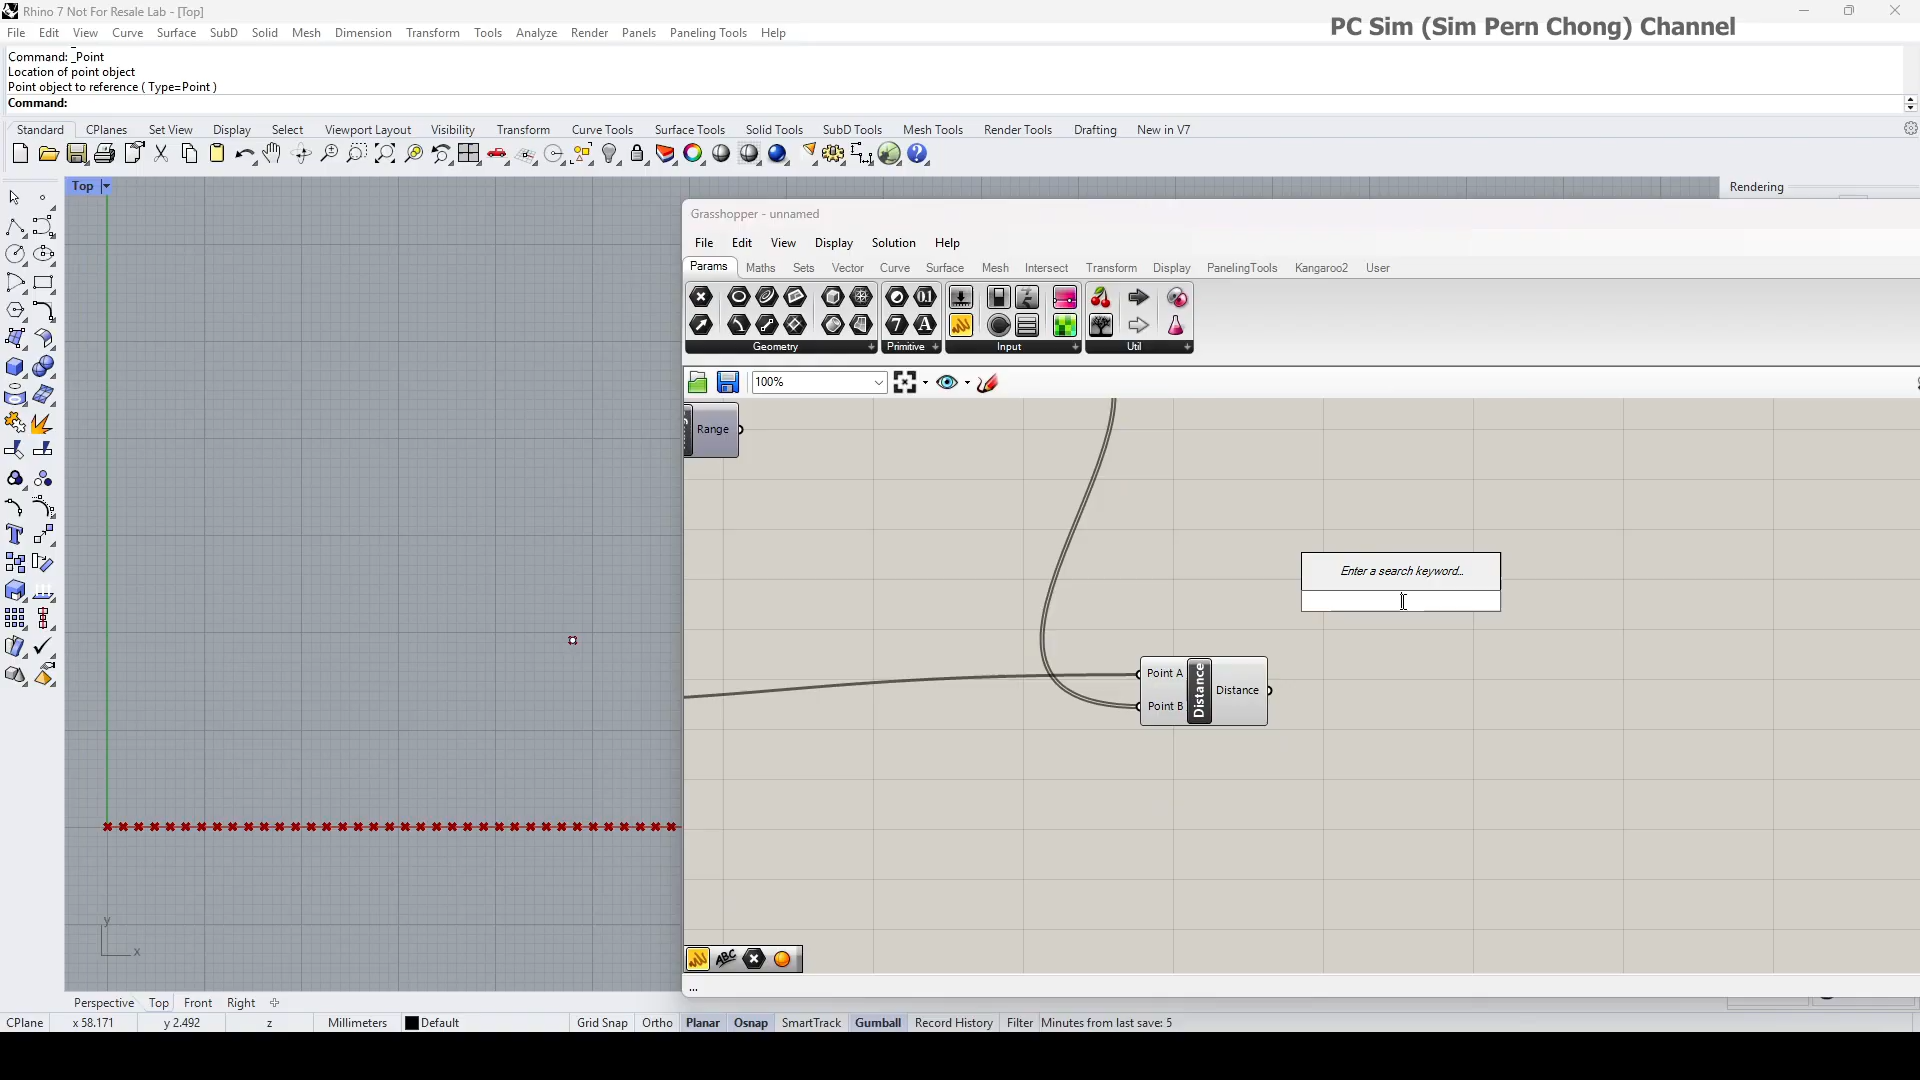 Rhino 7 Not For Resale Lab - [Top]
PC Sim (Sim Pern Chong) Channel
File Edit View Curve Surface SubD Solid Mesh Dimension Transform Tools Analyze Render Panels Paneling Tools Help
Command: _Point
Location of point object
Point object to reference ( Type=Point )
Command:
Standard CPlanes Set View Display Select Viewport Layout Visibility Transform Curve Tools Surface Tools Solid Tools SubD Tools Mesh Tools Render Tools Drafting New in V7
Top
Rendering
Grasshopper - unnamed
File Edit View Display Solution Help
Params Maths Sets Vector Curve Surface Mesh Intersect Transform Display PanelingTools Kangaroo2 User
Geometry Primitive Input Util
100%
Range
Enter a search keyword...
Point A
Point B
Distance
Distance
ABC
...
y
x
Perspective Top Front Right
CPlane x 58.171 y 2.492 z Millimeters Default Grid Snap Ortho Planar Osnap SmartTrack Gumball Record History Filter Minutes from last save: 5